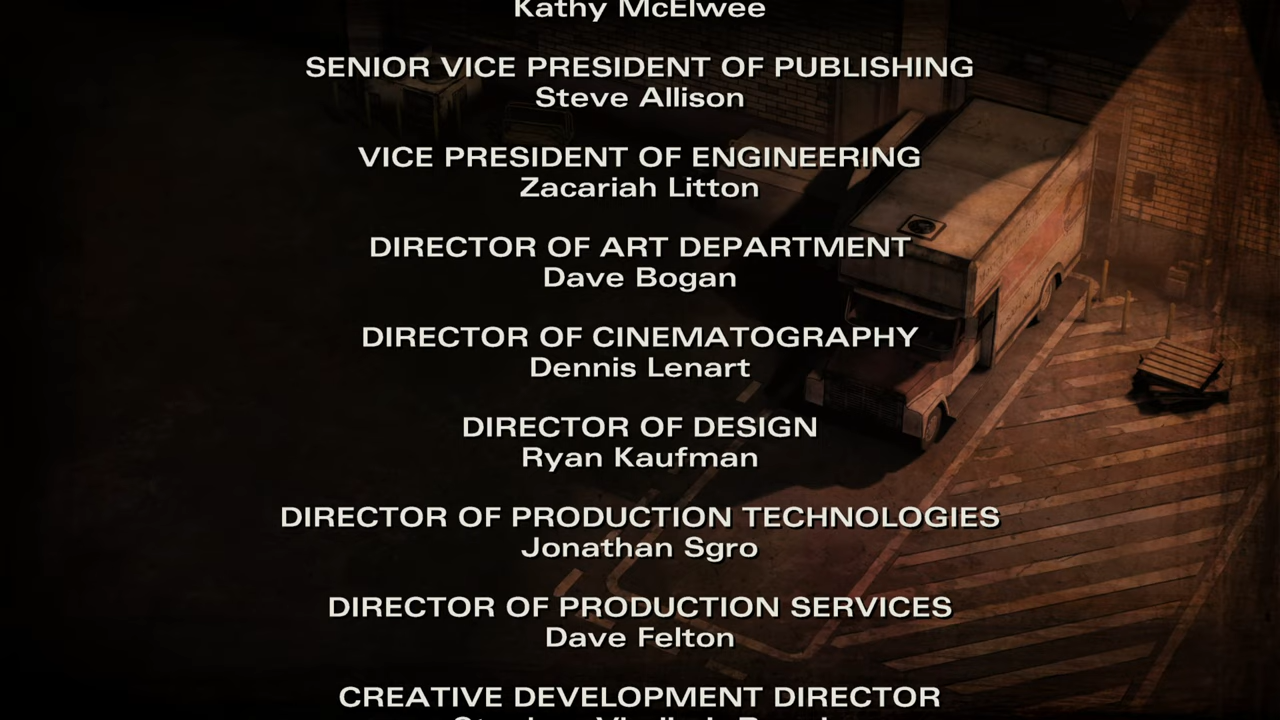 Kathy McElwee
SENIOR VICE PRESIDENT OF PUBLISHING
Steve Allison
VICE PRESIDENT OF ENGINEERING
Zacariah Litton
DIRECTOR OF ART DEPARTMENT
Dave Bogan
DIRECTOR OF CINEMATOGRAPHY
Dennis Lenart
DIRECTOR OF DESIGN
Ryan Kaufman
DIRECTOR OF PRODUCTION TECHNOLOGIES
Jonathan Sgro
DIRECTOR OF PRODUCTION SERVICES
Dave Felton
CREATIVE DEVELOPMENT DIRECTOR